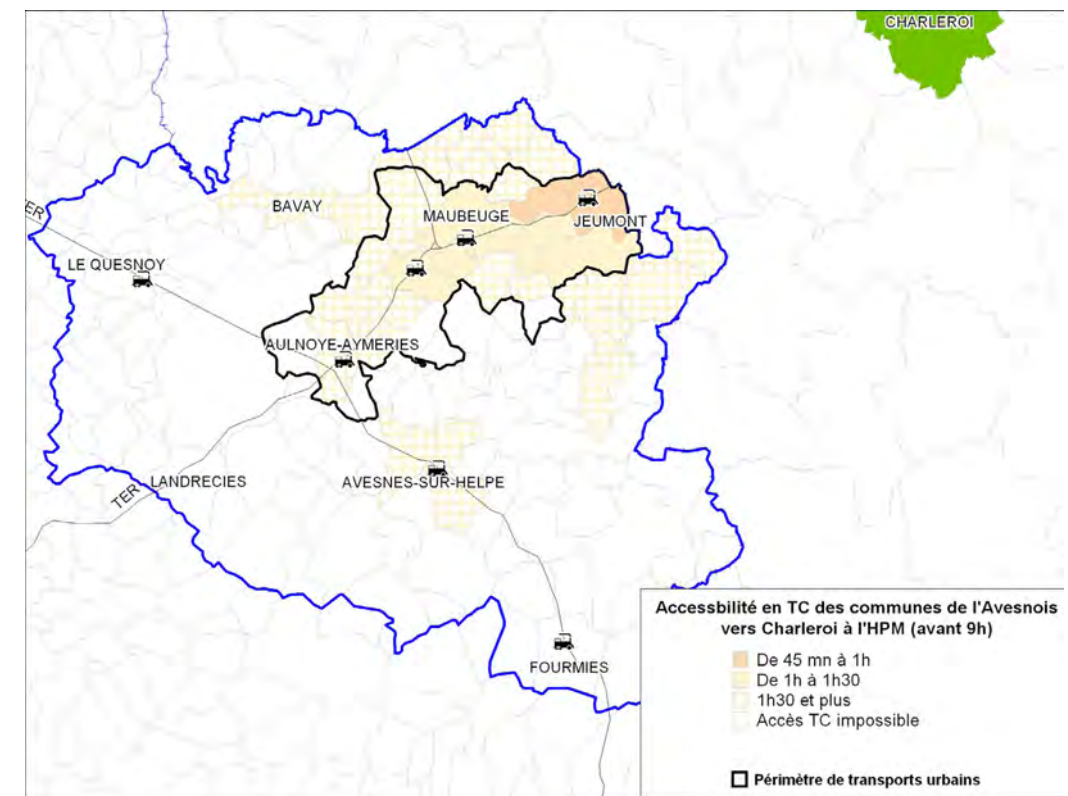 CHARLEROI
BAVAY
MAUBEUGE
JEUMONT
TER
LE QUESNOY
AULNOYE-AYMERIES
LANDRECIES
AVESNES-SUR-HELPE
TER
FOURMIES
Accessbilité en TC des communes de l'Avesnois
vers Charleroi à l'HPM (avant 9h)
De 45 mn à 1h
De 1h à 1h30
1h30 et plus
Accès TC impossible
Périmètre de transports urbains